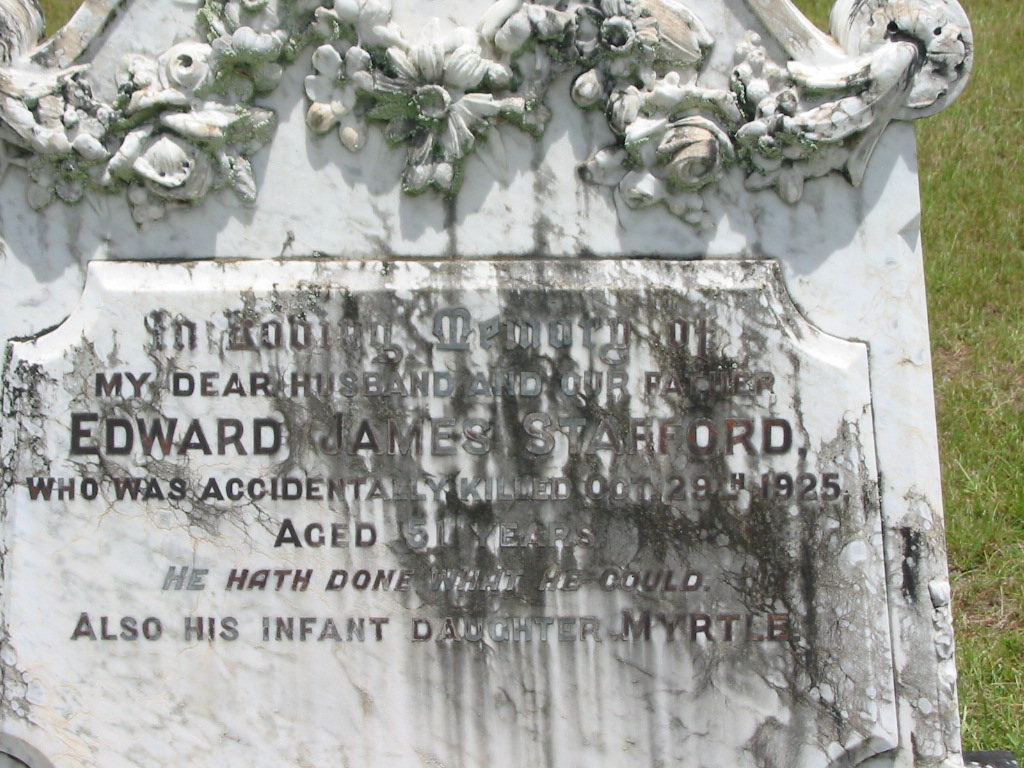 In Loving Memory of
MY DEAR HUSBAND AND OUR FATHER
EDWARD JAMES STAFFORD,
WHO WAS ACCIDENTALLY KILLED OCT. 29TH 1925.
AGED 51 YEARS
HE HATH DONE WHAT HE COULD.
ALSO HIS INFANT DAUGHTER MYRTLE